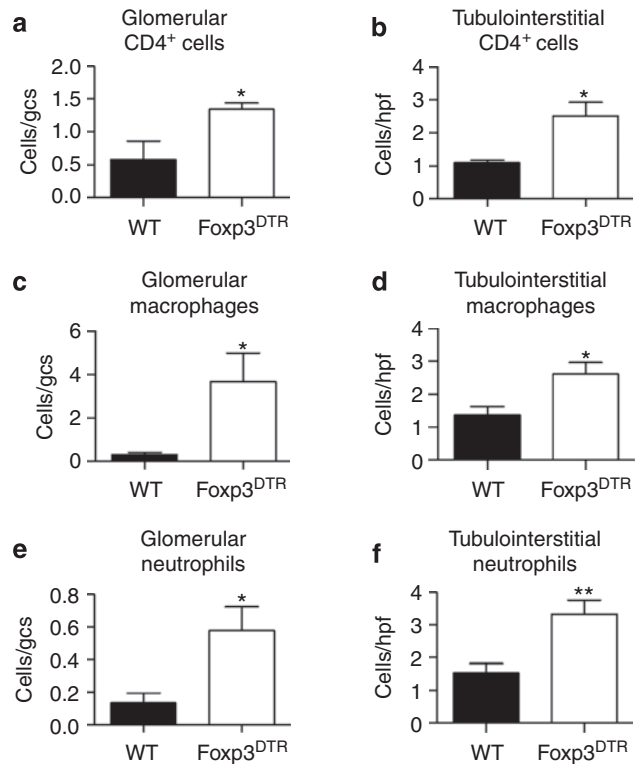 a
Glomerular
CD4⁺ cells
Cells/gcs
2.0
1.5
1.0
0.5
0.0
*
WT
Foxp3ᴰᵀᴿ
b
Tubulointerstitial
CD4⁺ cells
Cells/hpf
4
3
2
1
0
*
WT
Foxp3ᴰᵀᴿ
c
Glomerular
macrophages
Cells/gcs
6
4
2
0
*
WT
Foxp3ᴰᵀᴿ
d
Tubulointerstitial
macrophages
Cells/hpf
4
3
2
1
0
*
WT
Foxp3ᴰᵀᴿ
e
Glomerular
neutrophils
Cells/gcs
0.8
0.6
0.4
0.2
0.0
*
WT
Foxp3ᴰᵀᴿ
f
Tubulointerstitial
neutrophils
Cells/hpf
4
3
2
1
0
**
WT
Foxp3ᴰᵀᴿ